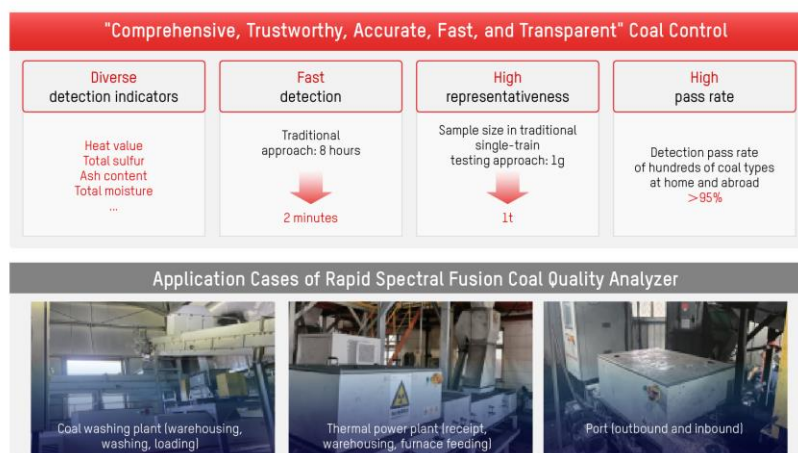 "Comprehensive, Trustworthy, Accurate, Fast, and Transparent" Coal Control
Diverse
detection indicators
Heat value
Total sulfur
Ash content
Total moisture
...
Fast
detection
Traditional
approach: 8 hours
2 minutes
High
representativeness
Sample size in traditional
single-train
testing approach: 1g
1t
High
pass rate
Detection pass rate
of hundreds of coal types
at home and abroad
>95%
Application Cases of Rapid Spectral Fusion Coal Quality Analyzer
Coal washing plant (warehousing,
washing, loading)
Thermal power plant (receipt,
warehousing, furnace feeding)
Port (outbound and inbound)